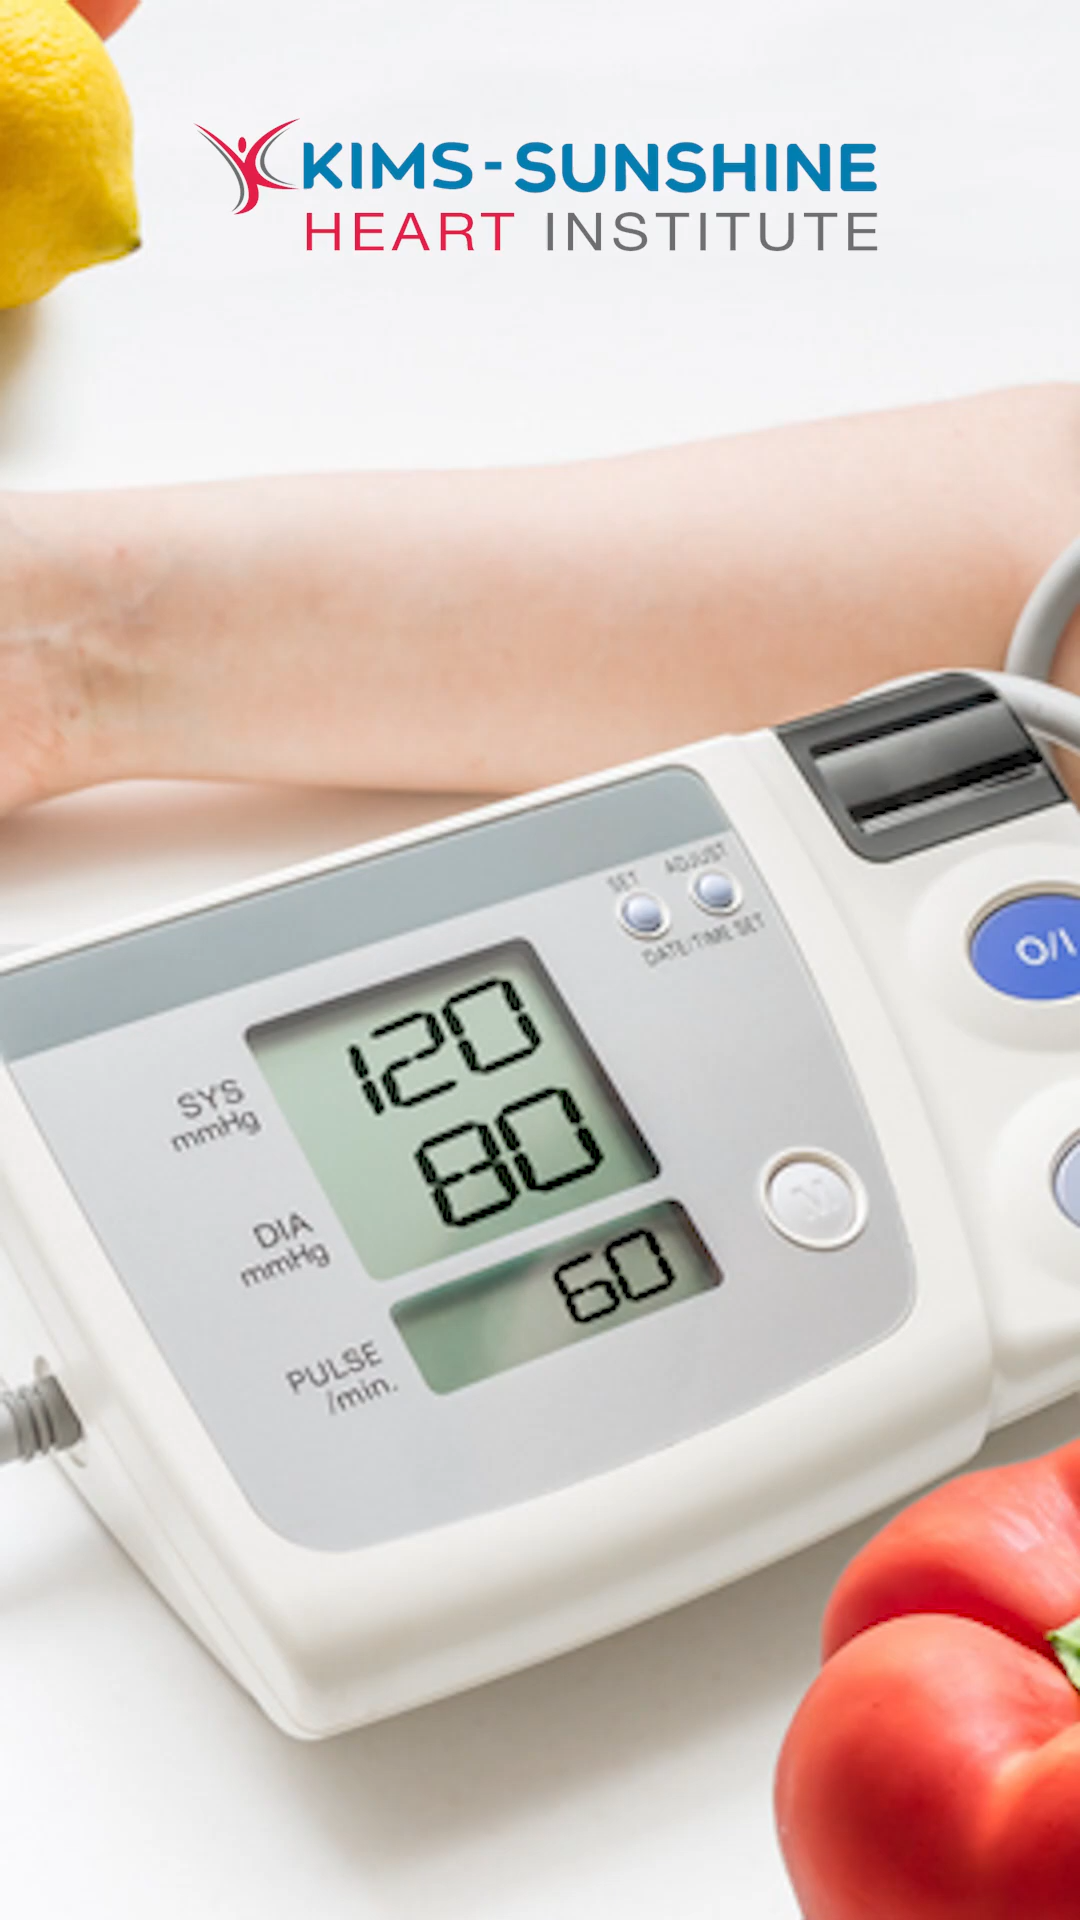 KIMS - SUNSHINE
HEART INSTITUTE
SET
ADJUST
DATE/TIME SET
O/I
120
SYS
mmHg
80
DIA
mmHg
60
PULSE
/min.
M